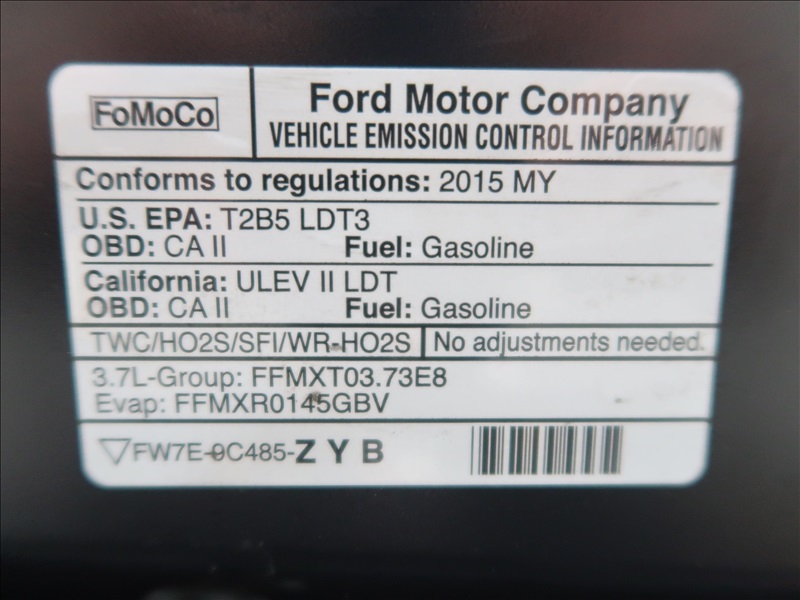 FoMoCo
Ford Motor Company
VEHICLE EMISSION CONTROL INFORMATION
Conforms to regulations: 2015 MY
U.S. EPA: T2B5 LDT3
OBD: CA II Fuel: Gasoline
California: ULEV II LDT
OBD: CA II Fuel: Gasoline
TWC/HO2S/SFI/WR-HO2S No adjustments needed.
3.7L-Group: FFMXT03.73E8
Evap: FFMXR0145GBV
FW7E-9C485-Z Y B